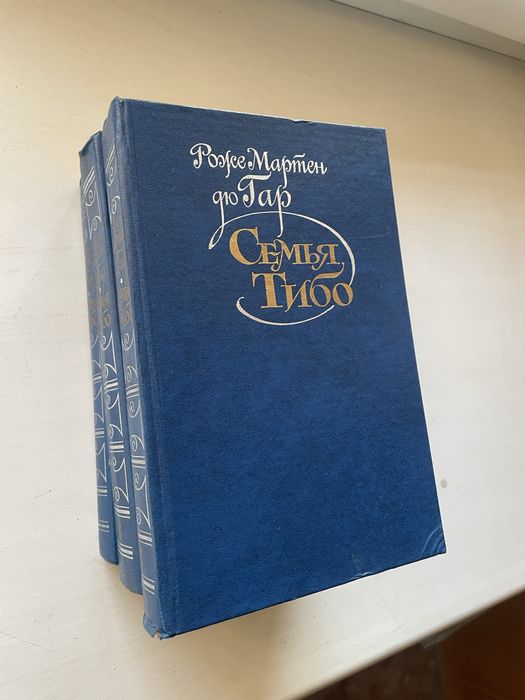 Роже Мартен
дю Гар
Семья
Тибо